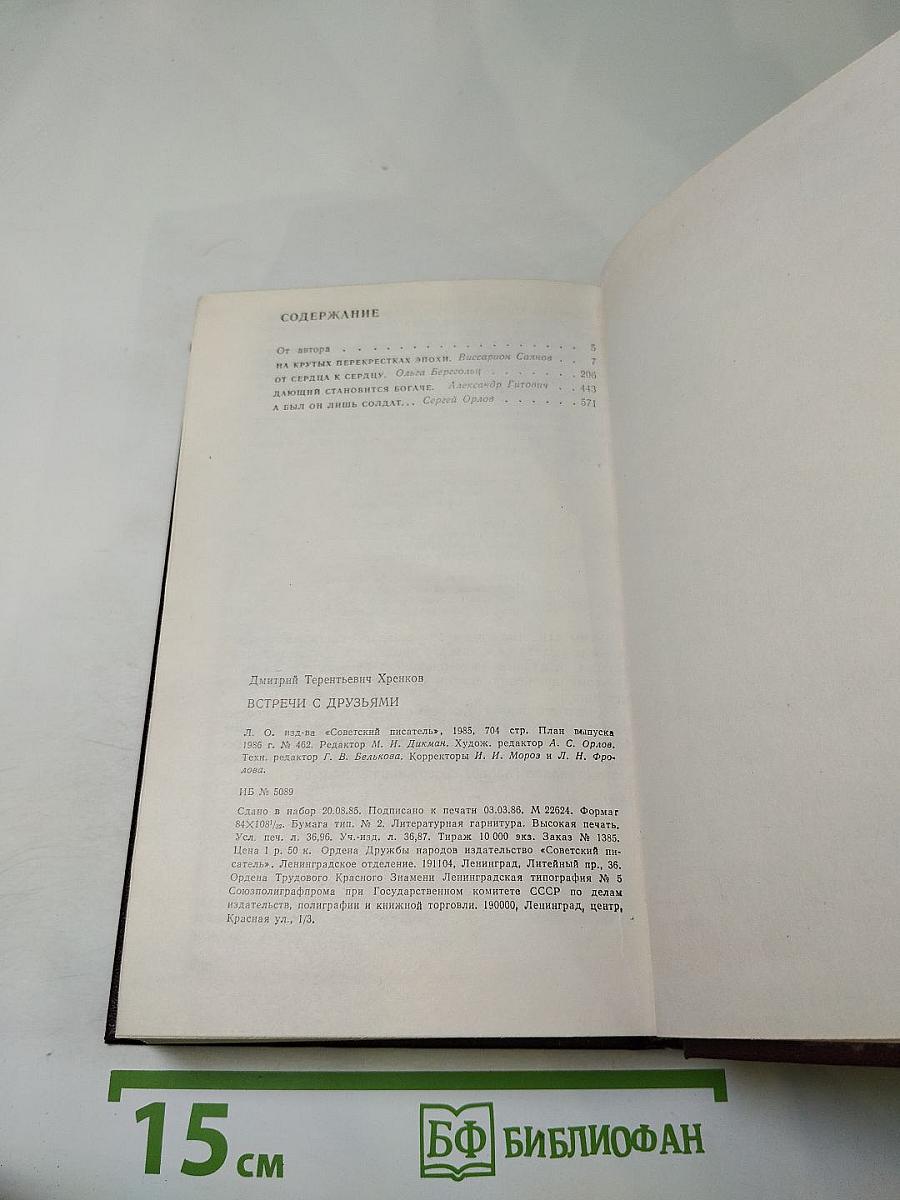 СОДЕРЖАНИЕ
От автора . . . . . . . . . . . . . . . . . . 5
НА КРУТЫХ ПЕРЕКРЕСТКАХ ЭПОХИ. Виссарион Саянов . . 7
ОТ СЕРДЦА К СЕРДЦУ. Ольга Берггольц . . . . . . . 206
ДАЮЩИЙ СТАНОВИТСЯ БОГАЧЕ. Александр Гитович . . 443
А БЫЛ ОН ЛИШЬ СОЛДАТ... Сергей Орлов . . . . . . 571
Дмитрий Терентьевич Хренков
ВСТРЕЧИ С ДРУЗЬЯМИ
Л. О. изд-ва «Советский писатель», 1985, 704 стр. План выпуска
1986 г. № 462. Редактор М. И. Дикман. Худож. редактор А. С. Орлов.
Техн. редактор Г. В. Белькова. Корректоры И. И. Мороз и Л. Н. Фро-
лова.
ИБ № 5089
Сдано в набор 20.08.85. Подписано к печати 03.03.86. М 22624. Формат
84×108¹/₃₂. Бумага тип. № 2. Литературная гарнитура. Высокая печать.
Усл. печ. л. 36,96. Уч.-изд. л. 36,87. Тираж 10 000 экз. Заказ № 1385.
Цена 1 р. 50 к. Ордена Дружбы народов издательство «Советский пи-
сатель». Ленинградское отделение. 191104, Ленинград, Литейный пр., 36.
Ордена Трудового Красного Знамени Ленинградская типография № 5
Союзполиграфпрома при Государственном комитете СССР по делам
издательств, полиграфии и книжной торговли. 190000, Ленинград, центр,
Красная ул., 1/3.
15 см
БФ БИБЛИОФАН